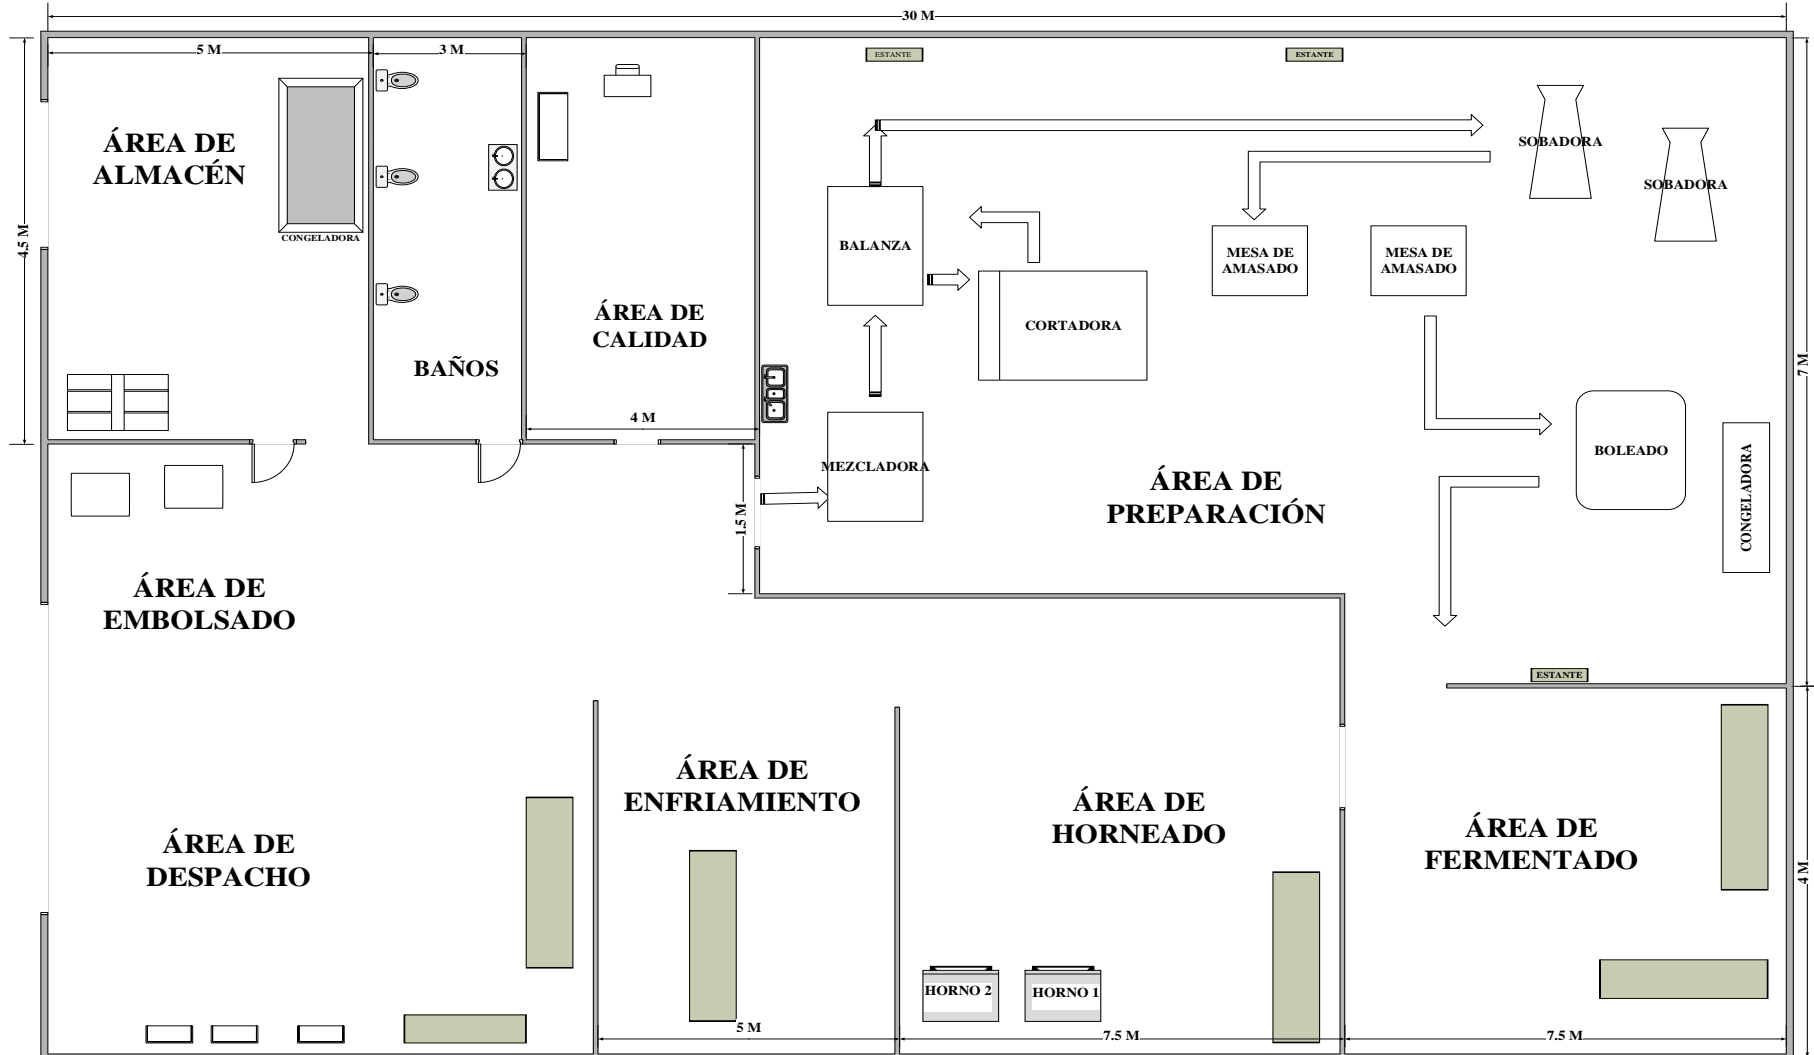 30 M
5 M
3 M
ESTANTE
ESTANTE
ÁREA DE
ALMACÉN
CONGELADORA
4.5 M
BAÑOS
ÁREA DE
CALIDAD
4 M
SOBADORA
SOBADORA
BALANZA
MESA DE
AMASADO
MESA DE
AMASADO
CORTADORA
7 M
MEZCLADORA
1.5 M
ÁREA DE
PREPARACIÓN
BOLEADO
CONGELADORA
ÁREA DE
EMBOLSADO
ESTANTE
ÁREA DE
ENFRIAMIENTO
ÁREA DE
HORNEADO
ÁREA DE
FERMENTADO
ÁREA DE
DESPACHO
4 M
HORNO 2
HORNO 1
5 M
7.5 M
7.5 M